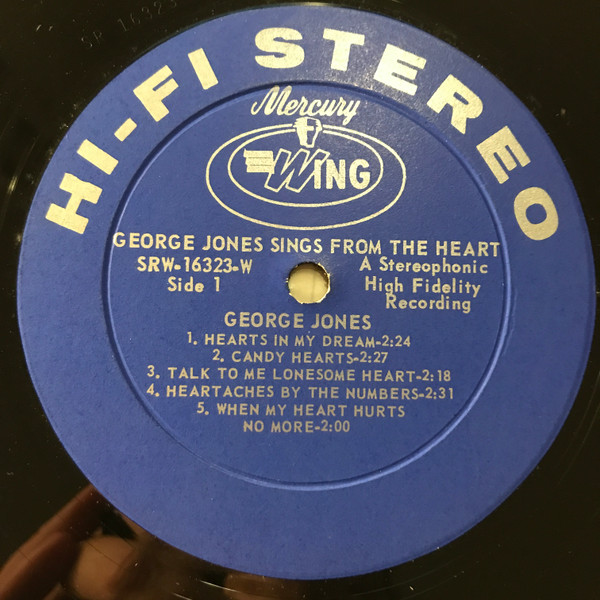 SR 16323
HI-FI STEREO
Mercury
WING
GEORGE JONES SINGS FROM THE HEART
SRW-16323-W
Side 1
A Stereophonic
High Fidelity
Recording
GEORGE JONES
1. HEARTS IN MY DREAM-2:24
2. CANDY HEARTS-2:27
3. TALK TO ME LONESOME HEART-2:18
4. HEARTACHES BY THE NUMBERS-2:31
5. WHEN MY HEART HURTS
NO MORE-2:00